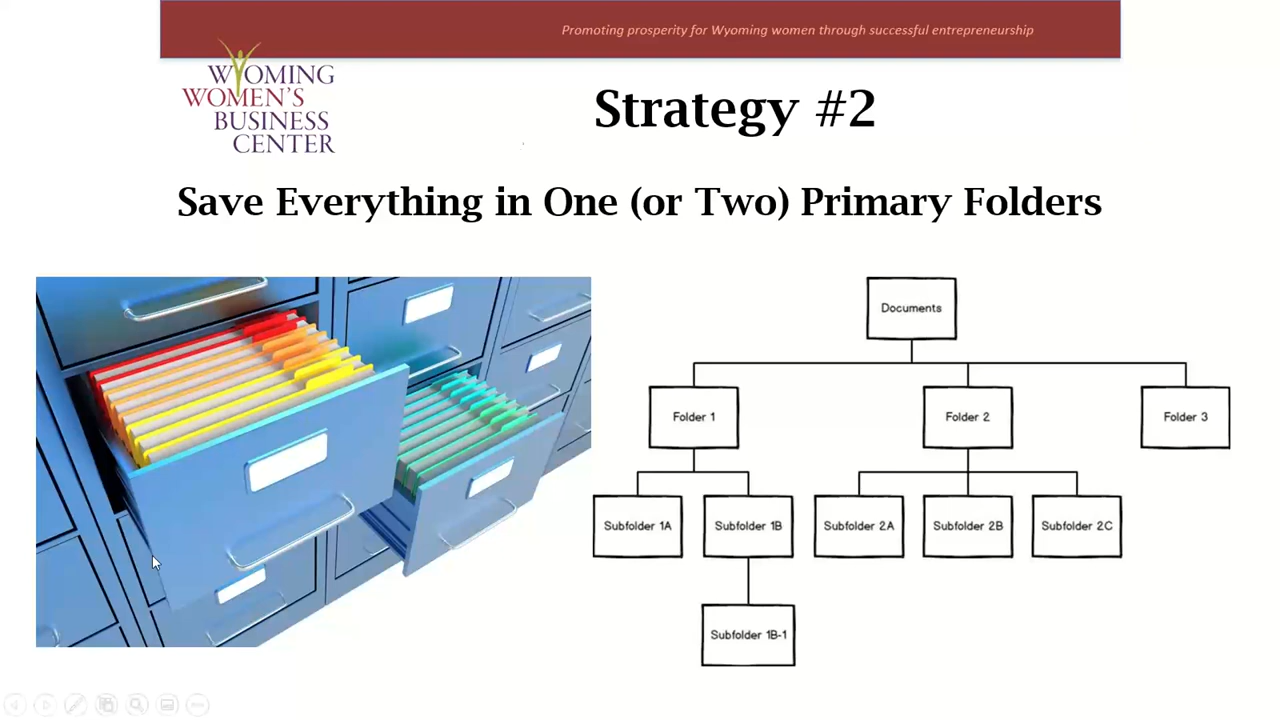 Promoting prosperity for Wyoming women through successful entrepreneurship
WYOMING
WOMEN'S
BUSINESS
CENTER
Strategy #2
Save Everything in One (or Two) Primary Folders
Documents
Folder 1
Folder 2
Folder 3
Subfolder 1A
Subfolder 1B
Subfolder 2A
Subfolder 2B
Subfolder 2C
Subfolder 1B-1